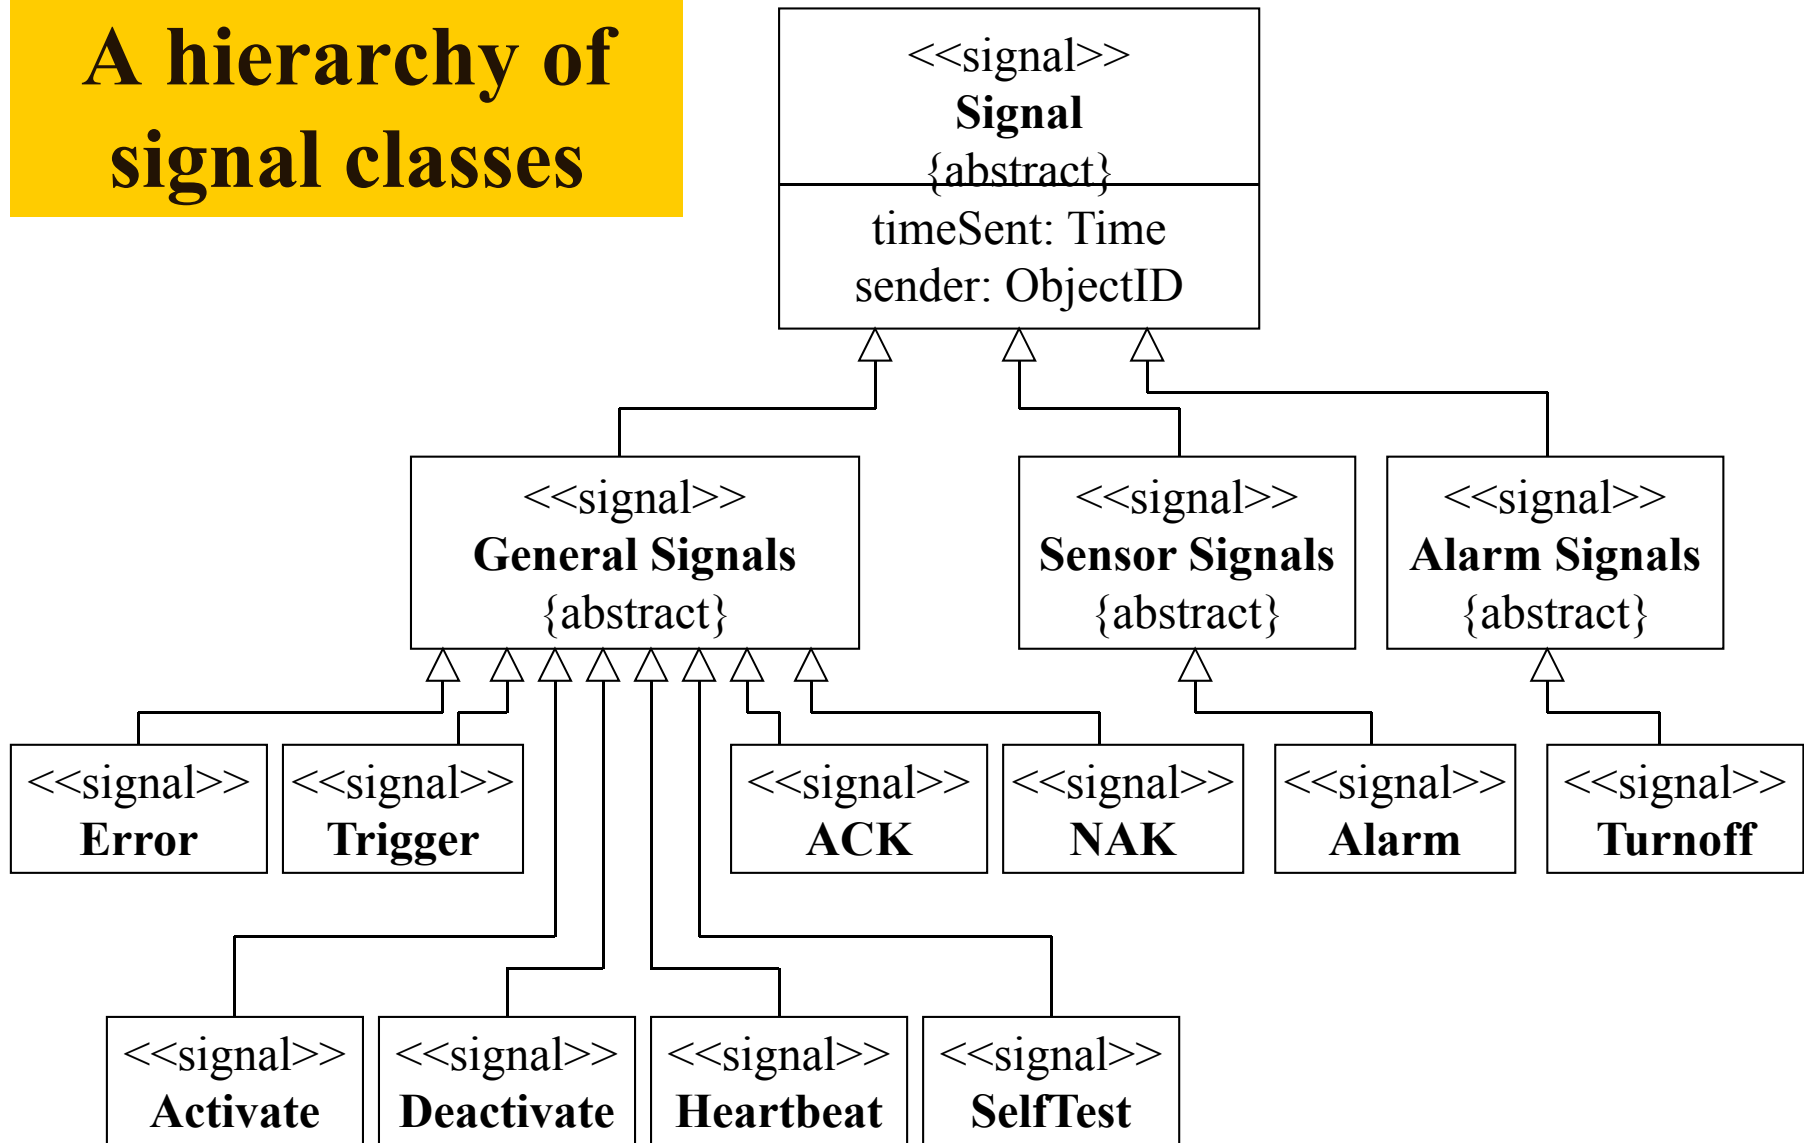 A hierarchy of
signal classes
<<signal>>
Signal
{abstract}
timeSent: Time
sender: ObjectID
<<signal>>
General Signals
{abstract}
<<signal>>
Sensor Signals
{abstract}
<<signal>>
Alarm Signals
{abstract}
<<signal>>
Error
<<signal>>
Trigger
<<signal>>
ACK
<<signal>>
NAK
<<signal>>
Alarm
<<signal>>
Turnoff
<<signal>>
Activate
<<signal>>
Deactivate
<<signal>>
Heartbeat
<<signal>>
SelfTest